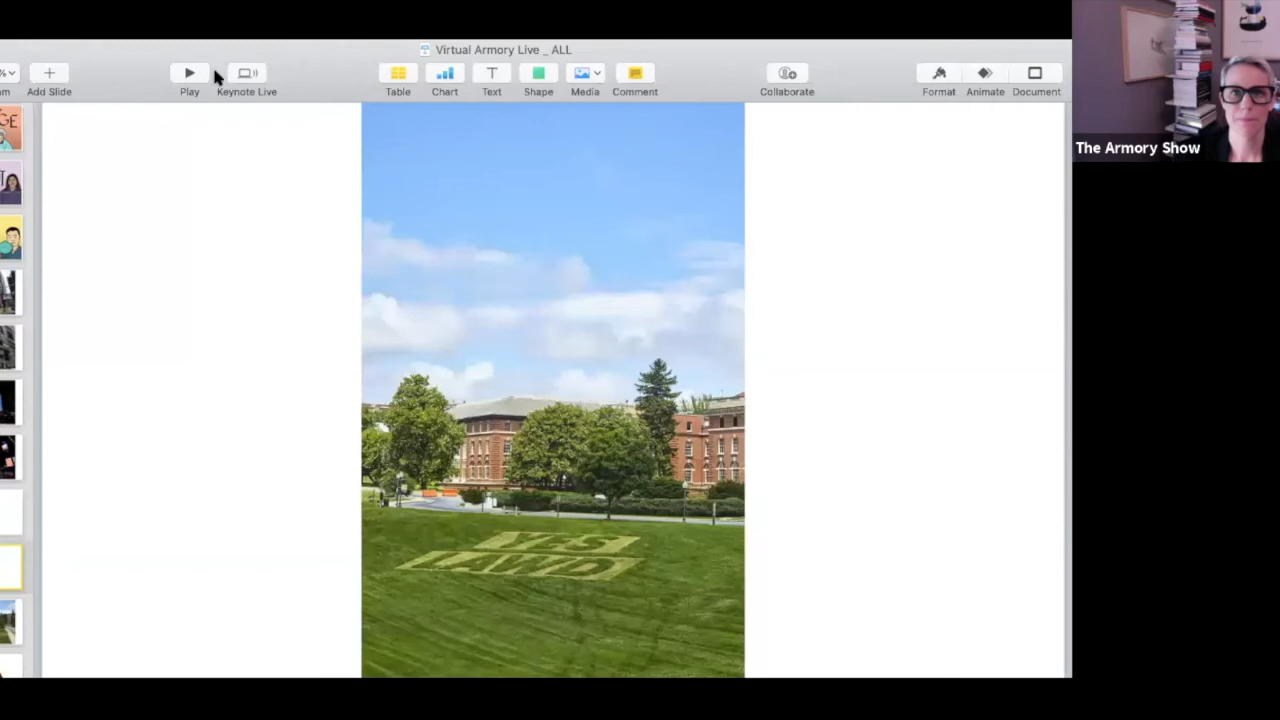 Virtual Armory Live _ ALL
%
Add Slide
Play
Keynote Live
Table
Chart
Text
Shape
Media
Comment
Collaborate
Format
Animate
Document
The Armory Show
YES
LAWD